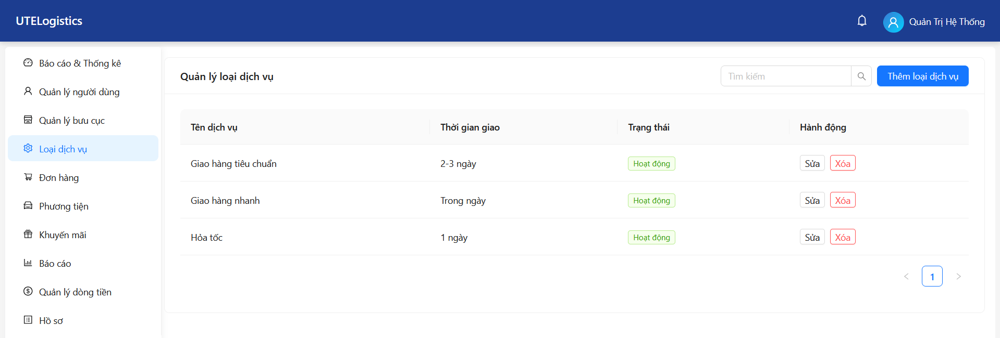 UTELogistics
Quản Trị Hệ Thống
Báo cáo & Thống kê
Quản lý người dùng
Quản lý bưu cục
Loại dịch vụ
Đơn hàng
Phương tiện
Khuyến mãi
Báo cáo
Quản lý dòng tiền
Hồ sơ
Quản lý loại dịch vụ
Tìm kiếm
Thêm loại dịch vụ
Tên dịch vụ Thời gian giao Trạng thái Hành động
Giao hàng tiêu chuẩn 2-3 ngày Hoạt động Sửa Xóa
Giao hàng nhanh Trong ngày Hoạt động Sửa Xóa
Hỏa tốc 1 ngày Hoạt động Sửa Xóa
< 1 >